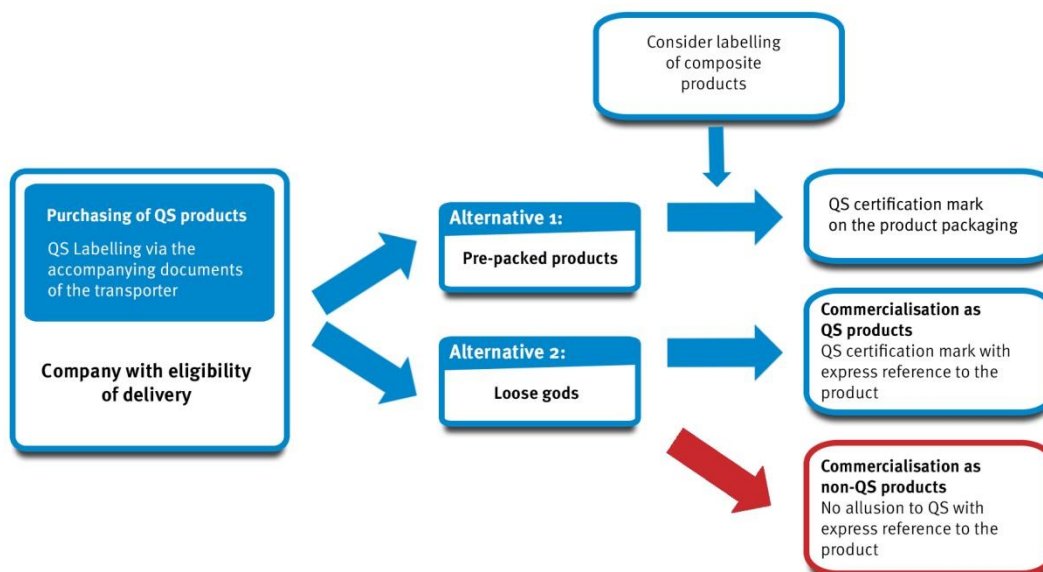 Consider labelling
of composite
products
Purchasing of QS products
QS Labelling via the
accompanying documents
of the transporter
Company with eligibility
of delivery
Alternative 1:
Pre-packed products
QS certification mark
on the product packaging
Alternative 2:
Loose gods
Commercialisation as
QS products
QS certification mark with
express reference to the
product
Commercialisation as
non-QS products
No allusion to QS with
express reference to the
product